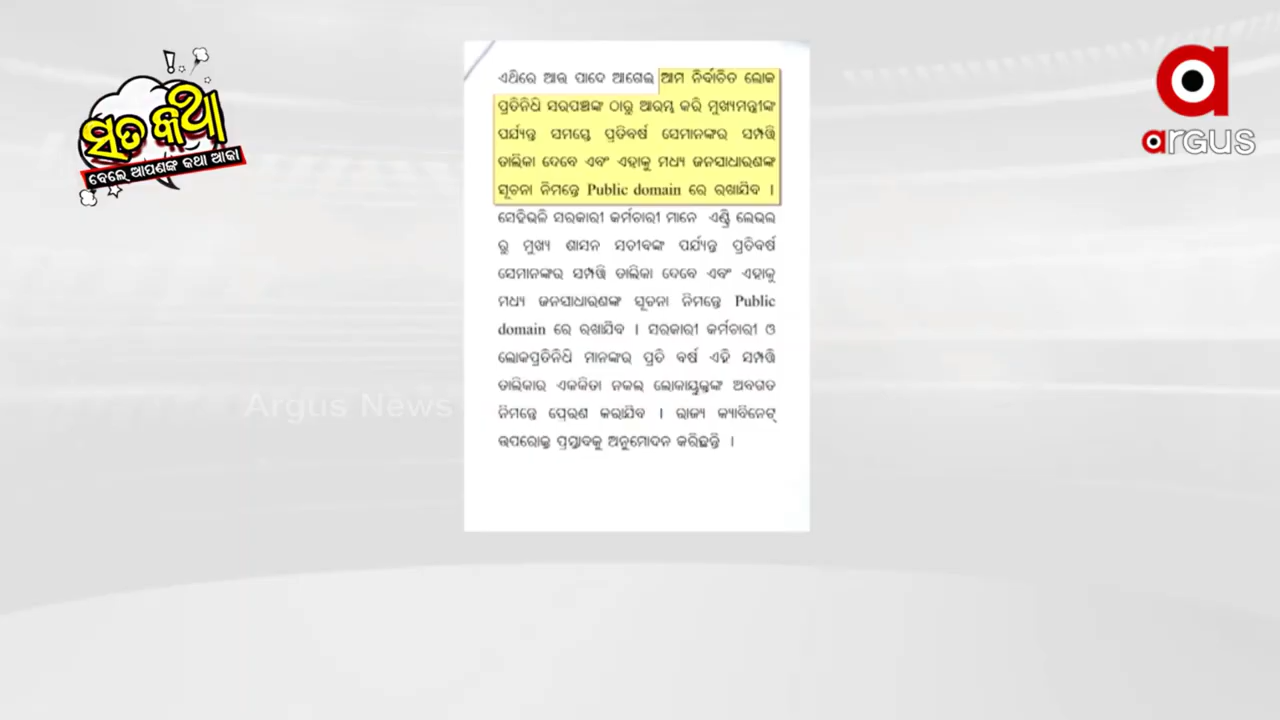 ସତ କଥା
ବେଲେ ଆପଣଙ୍କ କଥା ଆକା
a
argus
ଏଥିରେ ଆଉ ପାଦେ ଆଗେଇ ଆମ ନିର୍ବାଚିତ ଲୋକ
ପ୍ରତିନିଧି ସରପଞ୍ଚଙ୍କ ଠାରୁ ଆରମ୍ଭ କରି ମୁଖ୍ୟମନ୍ତ୍ରୀଙ୍କ
ପର୍ଯ୍ୟନ୍ତ ସମସ୍ତେ ପ୍ରତିବର୍ଷ ସେମାନଙ୍କର ସମ୍ପତ୍ତି
ତାଲିକା ଦେବେ ଏବଂ ଏହାକୁ ମଧ୍ୟ ଜନସାଧାରଣଙ୍କ
ସୂଚନା ନିମନ୍ତେ Public domain ରେ ରଖାଯିବ ।
ସେହିଭଳି ସରକାରୀ କର୍ମଚାରୀ ମାନେ ଏଣ୍ଟ୍ରି ଲେଭଲ
ରୁ ମୁଖ୍ୟ ଶାସନ ସଚୀବଙ୍କ ପର୍ଯ୍ୟନ୍ତ ପ୍ରତିବର୍ଷ
ସେମାନଙ୍କର ସମ୍ପତ୍ତି ତାଲିକା ଦେବେ ଏବଂ ଏହାକୁ
ମଧ୍ୟ ଜନସାଧାରଣଙ୍କ ସୂଚନା ନିମନ୍ତେ Public
domain ରେ ରଖାଯିବ । ସରକାରୀ କର୍ମଚାରୀ ଓ
ଲୋକପ୍ରତିନିଧି ମାନଙ୍କର ପ୍ରତି ବର୍ଷ ଏହି ସମ୍ପତ୍ତି
ତାଲିକାର ଏକକିତା ନକଲ୍ ଲୋକାୟୁକ୍ତଙ୍କ ଅବଗତ
ନିମନ୍ତେ ପ୍ରେରଣ କରାଯିବ । ରାଜ୍ୟ କ୍ୟାବିନେଟ୍
ଉପରୋକ୍ତ ପ୍ରସ୍ତାବକୁ ଅନୁମୋଦନ କରିଛନ୍ତି ।
Argus News